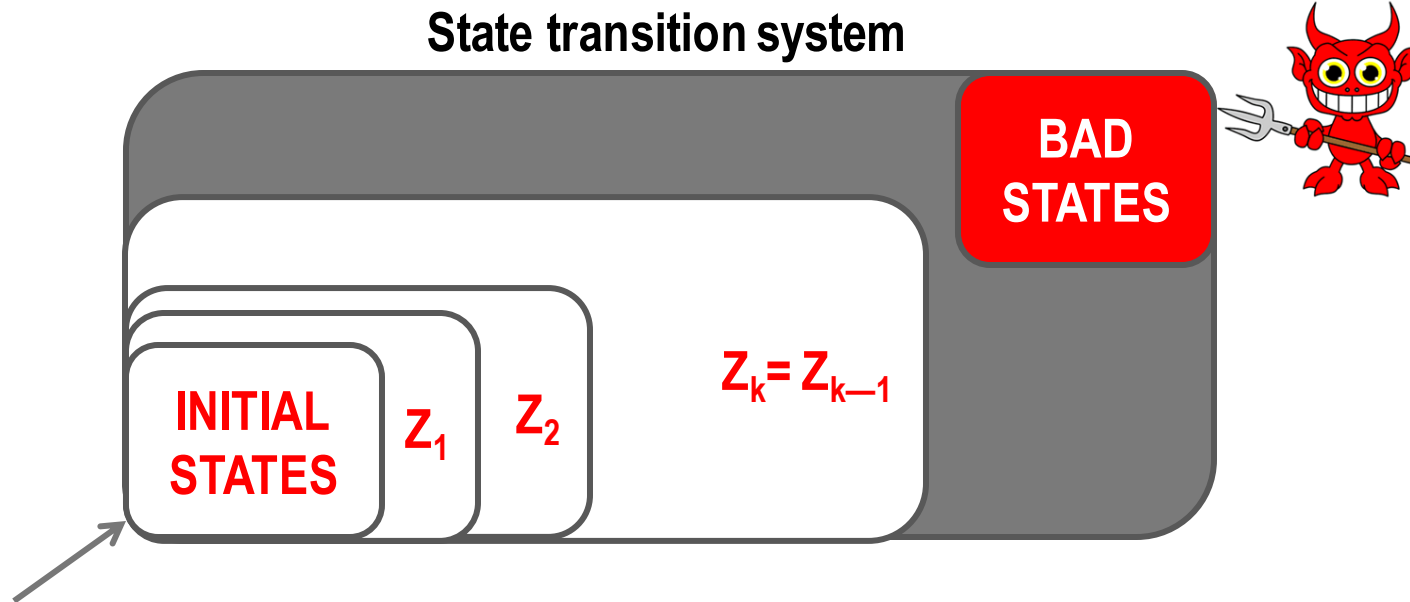 State transition system
BAD
STATES
INITIAL
STATES
Z₁
Z₂
Zₖ= Zₖ—₁